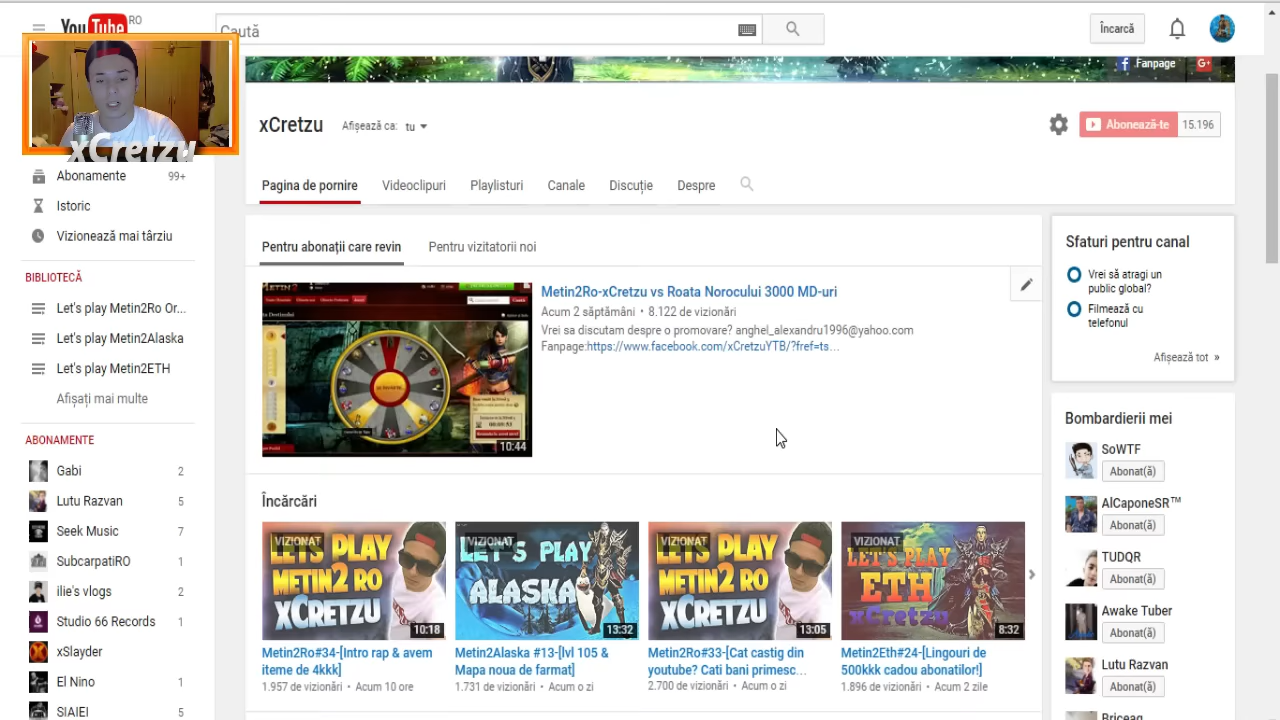 YouTube RO
Caută
Încarcă
xCretzu
Fanpage
xCretzu Afișează ca: tu
Abonează-te 15.196
Pagina de pornire Videoclipuri Playlisturi Canale Discuție Despre
Abonamente 99+
Istoric
Vizionează mai târziu
BIBLIOTECĂ
Let's play Metin2Ro Or...
Let's play Metin2Alaska
Let's play Metin2ETH
Afișați mai multe
ABONAMENTE
Gabi 2
Lutu Razvan 5
Seek Music 7
SubcarpatiRO 1
ilie's vlogs 2
Studio 66 Records 1
xSlayder
El Nino 1
SIAIEI 5
Pentru abonații care revin Pentru vizitatorii noi
10:44
Metin2Ro-xCretzu vs Roata Norocului 3000 MD-uri
Acum 2 săptămâni • 8.122 de vizionări
Vrei sa discutam despre o promovare? anghel_alexandru1996@yahoo.com
Fanpage:https://www.facebook.com/xCretzuYTB/?fref=ts...
Încărcări
VIZIONAT
LETS PLAY
METIN2 RO
XCRETZU
10:18
Metin2Ro#34-[Intro rap & avem
iteme de 4kkk]
1.957 de vizionări • Acum 10 ore
VIZIONAT
LET'S PLAY
ALASKA
13:32
Metin2Alaska #13-[lvl 105 &
Mapa noua de farmat]
1.731 de vizionări • Acum o zi
VIZIONAT
LETS PLAY
METIN2 RO
XCRETZU
13:05
Metin2Ro#33-[Cat castig din
youtube? Cati bani primesc...
2.700 de vizionări • Acum o zi
VIZIONAT
LET'S PLAY
ETH
xCretzu
8:32
Metin2Eth#24-[Lingouri de
500kkk cadou abonatilor!]
1.896 de vizionări • Acum 2 zile
Sfaturi pentru canal
Vrei să atragi un
public global?
Filmează cu
telefonul
Afișează tot »
Bombardierii mei
SoWTF
Abonat(ă)
AlCaponeSR™
Abonat(ă)
TUDQR
Abonat(ă)
Awake Tuber
Abonat(ă)
Lutu Razvan
Abonat(ă)
Briceag